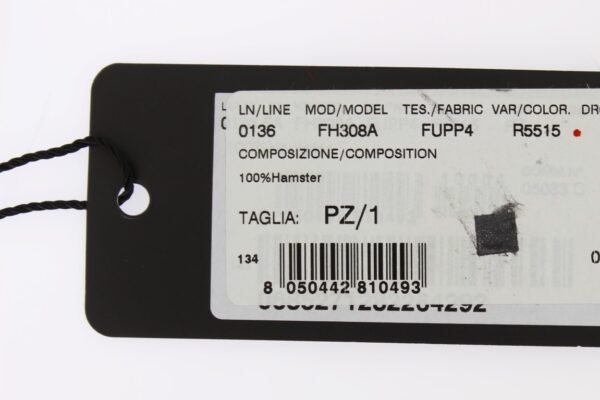 LN/LINE MOD/MODEL TES./FABRIC VAR/COLOR. DR
0136 FH308A FUPP4 R5515
COMPOSIZIONE/COMPOSITION
100%Hamster
TAGLIA: PZ/1
134
8 050442 810493